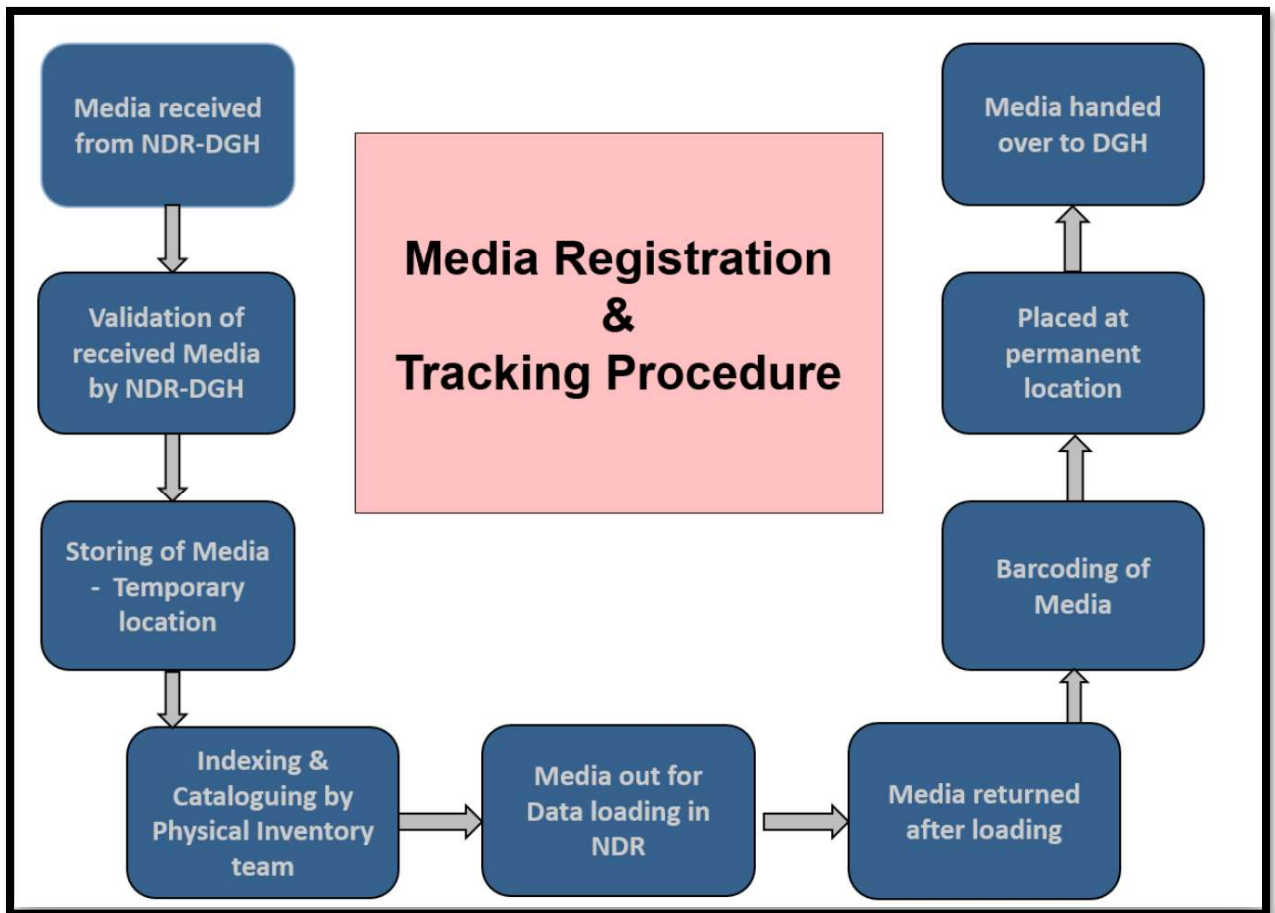 Media received
from NDR-DGH
Validation of
received Media
by NDR-DGH
Storing of Media
- Temporary
location
Indexing &
Cataloguing by
Physical Inventory
team
Media out for
Data loading in
NDR
Media returned
after loading
Barcoding of
Media
Placed at
permanent
location
Media handed
over to DGH
Media Registration
&
Tracking Procedure